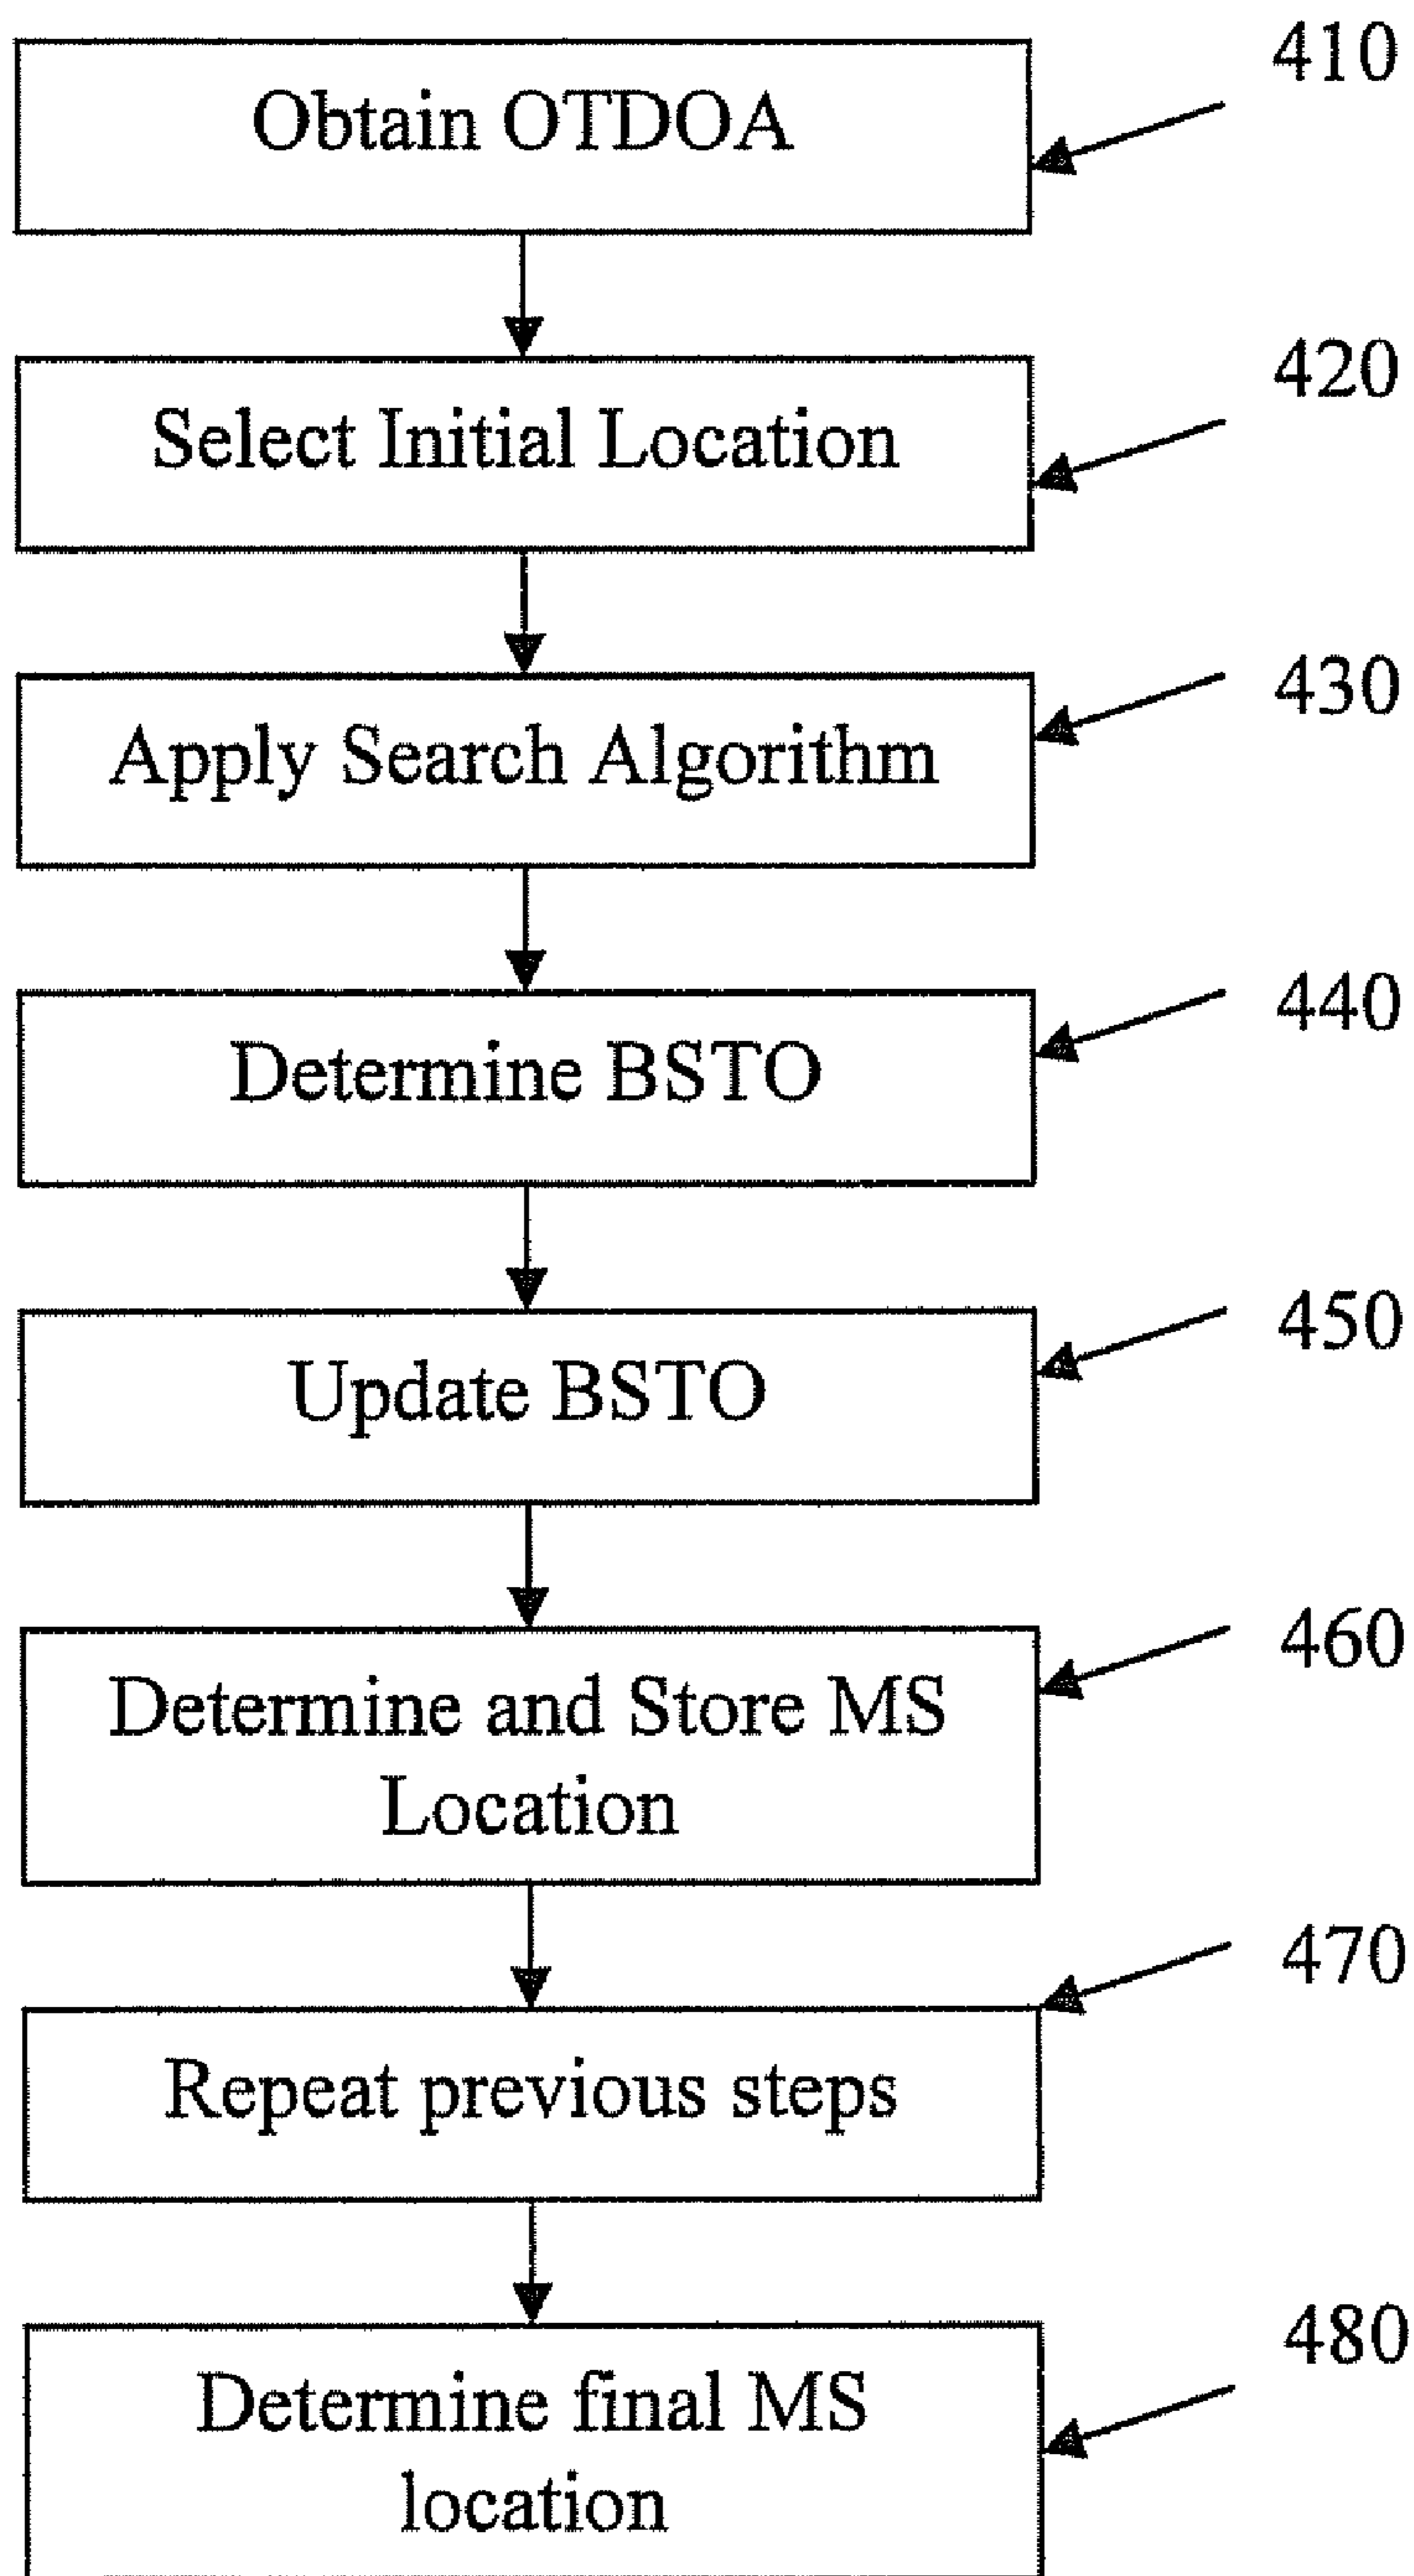 410
Obtain OTDOA
420
Select Initial Location
430
Apply Search Algorithm
440
Determine BSTO
450
Update BSTO
460
Determine and Store MS
Location
470
Repeat previous steps
480
Determine final MS
location